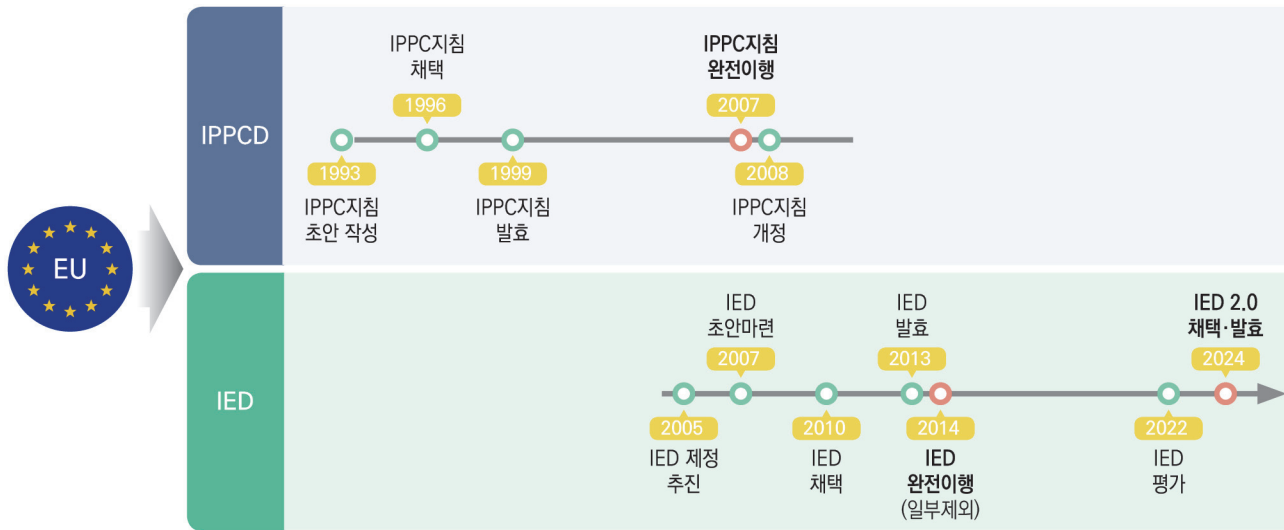 EU
IPPCD
IPPC지침
채택
1996
IPPC지침
완전이행
2007
1993
IPPC지침
초안 작성
1999
IPPC지침
발효
2008
IPPC지침
개정
IED
IED
초안마련
2007
IED
발효
2013
IED 2.0
채택·발효
2024
2005
IED 제정
추진
2010
IED
채택
2014
IED
완전이행
(일부제외)
2022
IED
평가